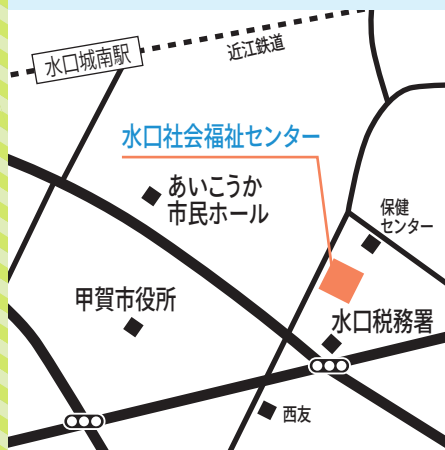 近江鉄道
水口城南駅
水口社会福祉センター
あいこうか
市民ホール
保健
センター
甲賀市役所
水口税務署
西友